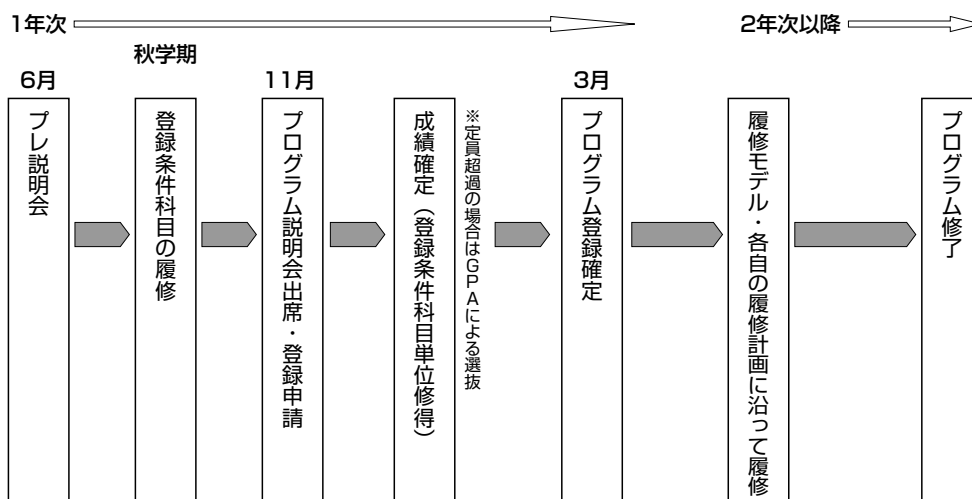 1年次
2年次以降
秋学期
6月
11月
3月
プレ説明会
登録条件科目の履修
プログラム説明会出席・登録申請
成績確定（登録条件科目単位修得）
※定員超過の場合はGPAによる選抜
プログラム登録確定
履修モデル・各自の履修計画に沿って履修
プログラム修了